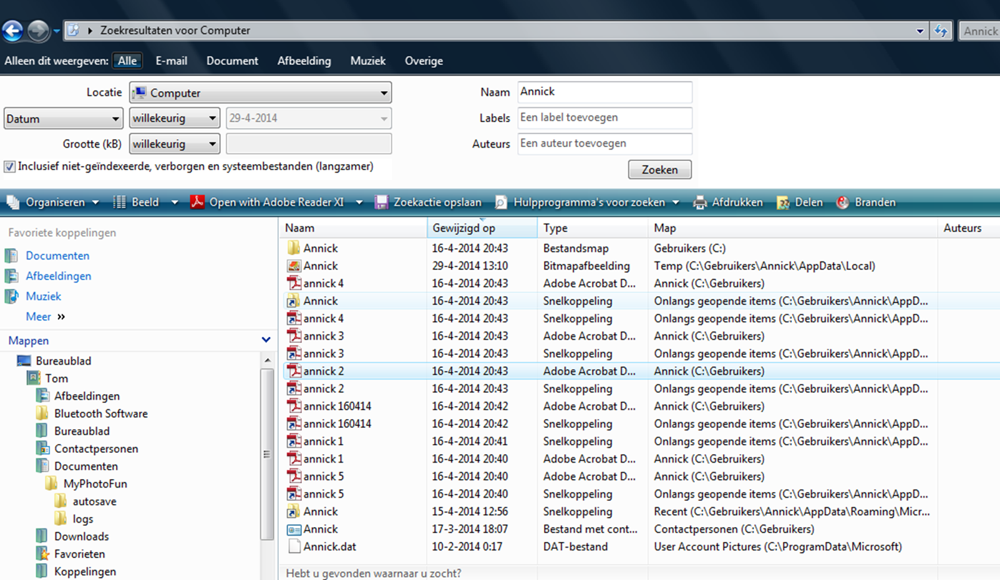 Zoekresultaten voor Computer
Annick
Alleen dit weergeven: Alle E-mail Document Afbeelding Muziek Overige
Locatie Computer Naam Annick
Datum willekeurig 29-4-2014 Labels Een label toevoegen
Grootte (kB) willekeurig Auteurs Een auteur toevoegen
Inclusief niet-geïndexeerde, verborgen en systeembestanden (langzamer)
Zoeken
Organiseren Beeld Open with Adobe Reader XI Zoekactie opslaan Hulpprogramma's voor zoeken Afdrukken Delen Branden
Favoriete koppelingen
Documenten
Afbeeldingen
Muziek
Meer »
Mappen
Bureaublad
Tom
Afbeeldingen
Bluetooth Software
Bureaublad
Contactpersonen
Documenten
MyPhotoFun
autosave
logs
Downloads
Favorieten
Koppelingen
Naam Gewijzigd op Type Map Auteurs
Annick 16-4-2014 20:43 Bestandsmap Gebruikers (C:)
Annick 29-4-2014 13:10 Bitmapafbeelding Temp (C:\Gebruikers\Annick\AppData\Local)
annick 4 16-4-2014 20:43 Adobe Acrobat D... Annick (C:\Gebruikers)
Annick 16-4-2014 20:43 Snelkoppeling Onlangs geopende items (C:\Gebruikers\Annick\AppD...
annick 4 16-4-2014 20:43 Snelkoppeling Onlangs geopende items (C:\Gebruikers\Annick\AppD...
annick 3 16-4-2014 20:43 Adobe Acrobat D... Annick (C:\Gebruikers)
annick 3 16-4-2014 20:43 Snelkoppeling Onlangs geopende items (C:\Gebruikers\Annick\AppD...
annick 2 16-4-2014 20:43 Adobe Acrobat D... Annick (C:\Gebruikers)
annick 2 16-4-2014 20:43 Snelkoppeling Onlangs geopende items (C:\Gebruikers\Annick\AppD...
annick 160414 16-4-2014 20:42 Adobe Acrobat D... Annick (C:\Gebruikers)
annick 160414 16-4-2014 20:42 Snelkoppeling Onlangs geopende items (C:\Gebruikers\Annick\AppD...
annick 1 16-4-2014 20:41 Snelkoppeling Onlangs geopende items (C:\Gebruikers\Annick\AppD...
annick 1 16-4-2014 20:40 Adobe Acrobat D... Annick (C:\Gebruikers)
annick 5 16-4-2014 20:40 Adobe Acrobat D... Annick (C:\Gebruikers)
annick 5 16-4-2014 20:40 Snelkoppeling Onlangs geopende items (C:\Gebruikers\Annick\AppD...
Annick 15-4-2014 12:56 Snelkoppeling Recent (C:\Gebruikers\Annick\AppData\Roaming\Micr...
Annick 17-3-2014 18:07 Bestand met cont... Contactpersonen (C:\Gebruikers)
Annick.dat 10-2-2014 0:17 DAT-bestand User Account Pictures (C:\ProgramData\Microsoft)
Hebt u gevonden waarnaar u zocht?